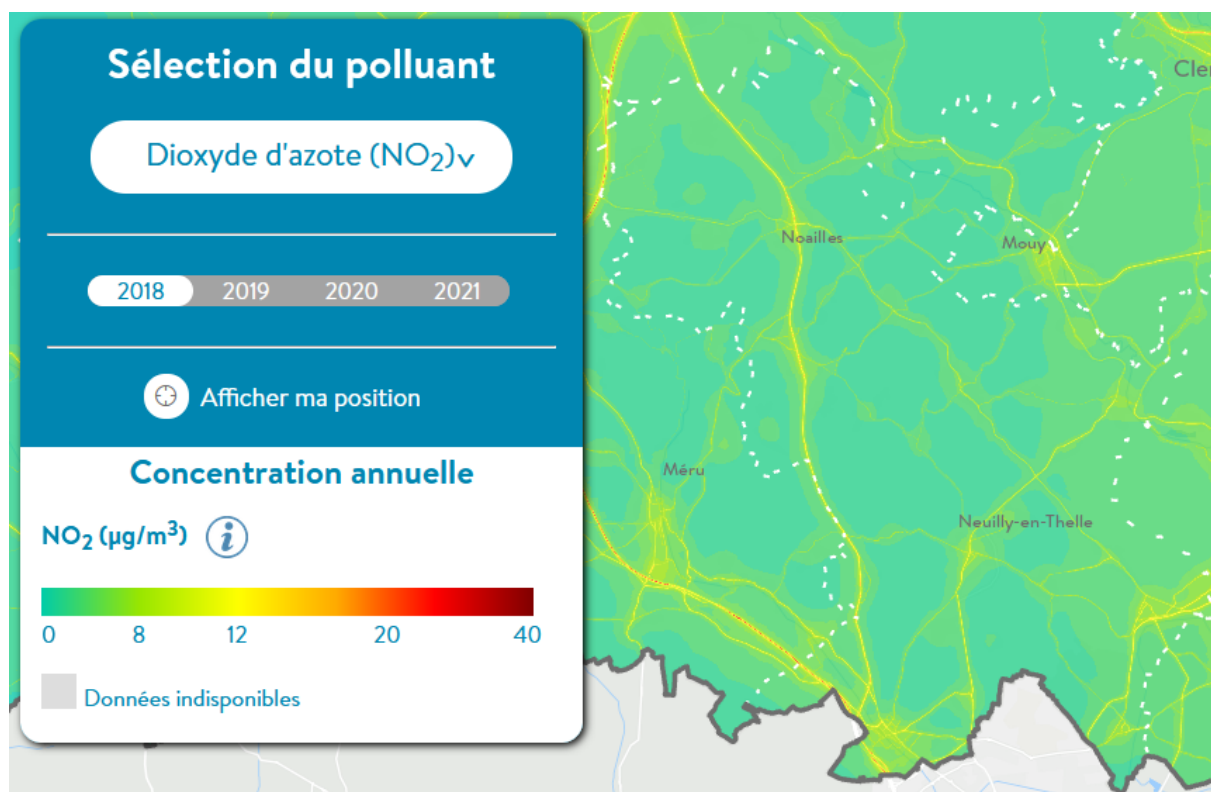 Sélection du polluant
Dioxyde d'azote (NO₂)
2018 2019 2020 2021
Afficher ma position
Concentration annuelle
NO₂ (µg/m³) i
0 8 12 20 40
Données indisponibles
Cler
Noailles
Mouy
Méru
Neuilly-en-Thelle